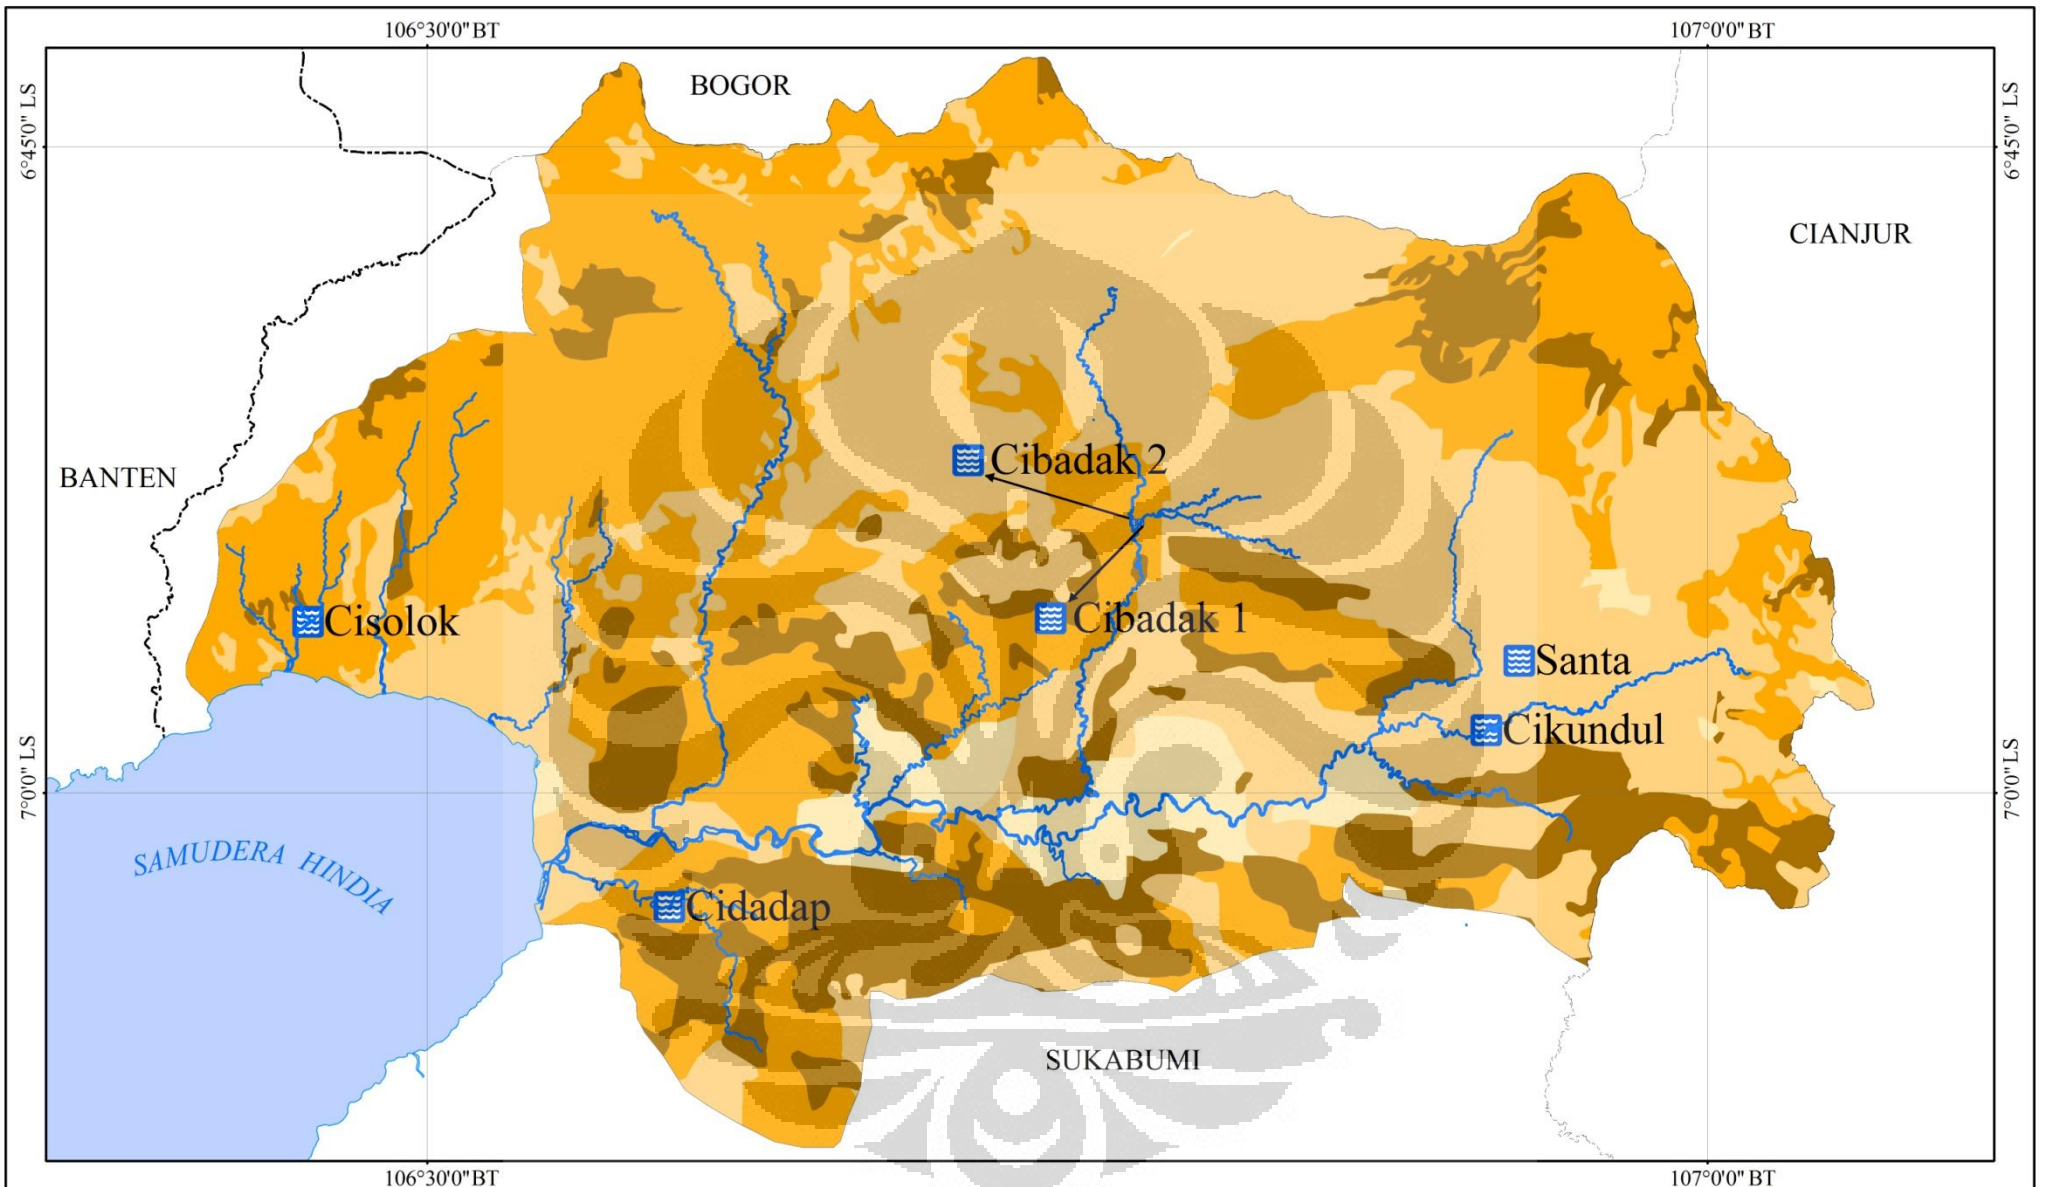 106°30'0"BT
107°0'0"BT
6°45'0" LS
6°45'0" LS
BOGOR
CIANJUR
BANTEN
Cibadak 2
Cisolok
Cibadak 1
Santa
Cikundul
7°0'0" LS
7°0'0" LS
SAMUDERA HINDIA
Cidadap
SUKABUMI
106°30'0"BT
107°0'0"BT